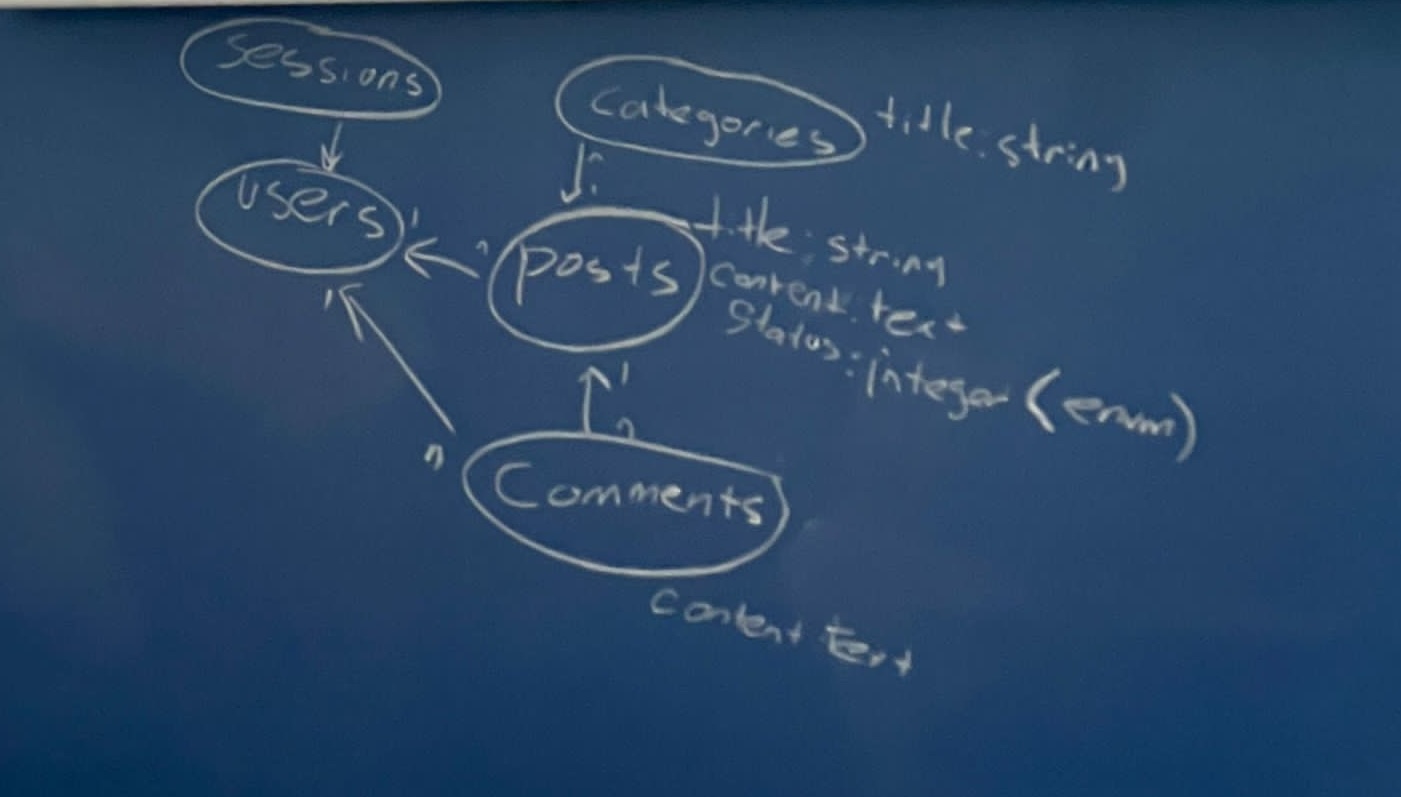 sessions
categories
title: string
users
1
n
posts
title: string
content: text
status: integer (enum)
1
1
n
n
Comments
content text